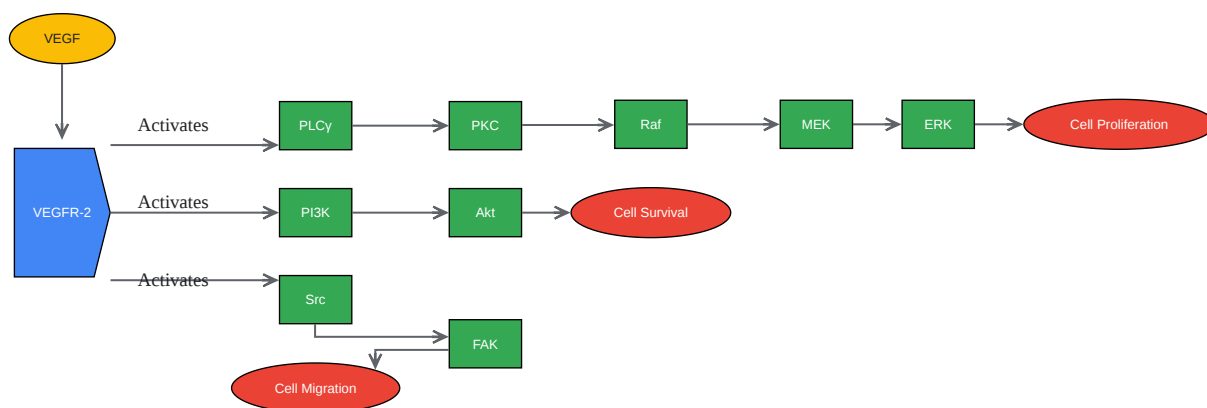 VEGF
Activates
PLCγ
PKC
Raf
MEK
ERK
Cell Proliferation
VEGFR-2
Activates
PI3K
Akt
Cell Survival
Activates
Src
FAK
Cell Migration